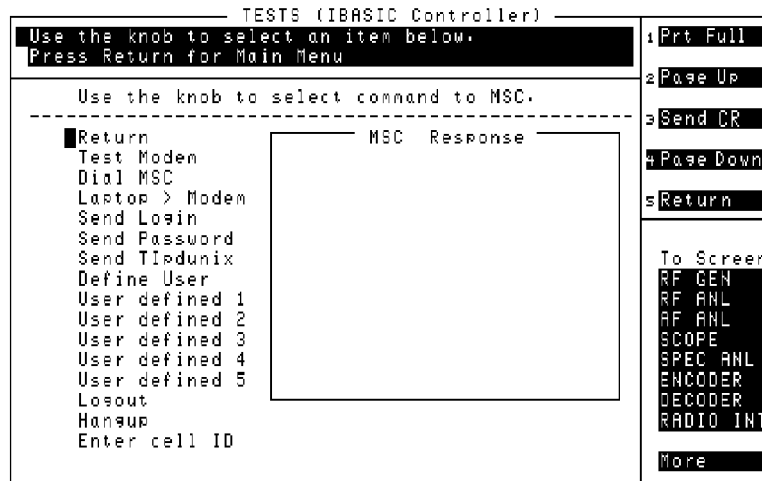 TESTS (IBASIC Controller)
Use the knob to select an item below.
Press Return for Main Menu
Use the knob to select command to MSC.
Return
Test Modem
Dial MSC
Laptop > Modem
Send Login
Send Password
Send TIpdunix
Define User
User defined 1
User defined 2
User defined 3
User defined 4
User defined 5
Logout
Hangup
Enter cell ID
MSC Response
1 Prt Full
2 Page Up
3 Send CR
4 Page Down
5 Return
To Screen
RF GEN
RF ANL
AF ANL
SCOPE
SPEC ANL
ENCODER
DECODER
RADIO INT
More